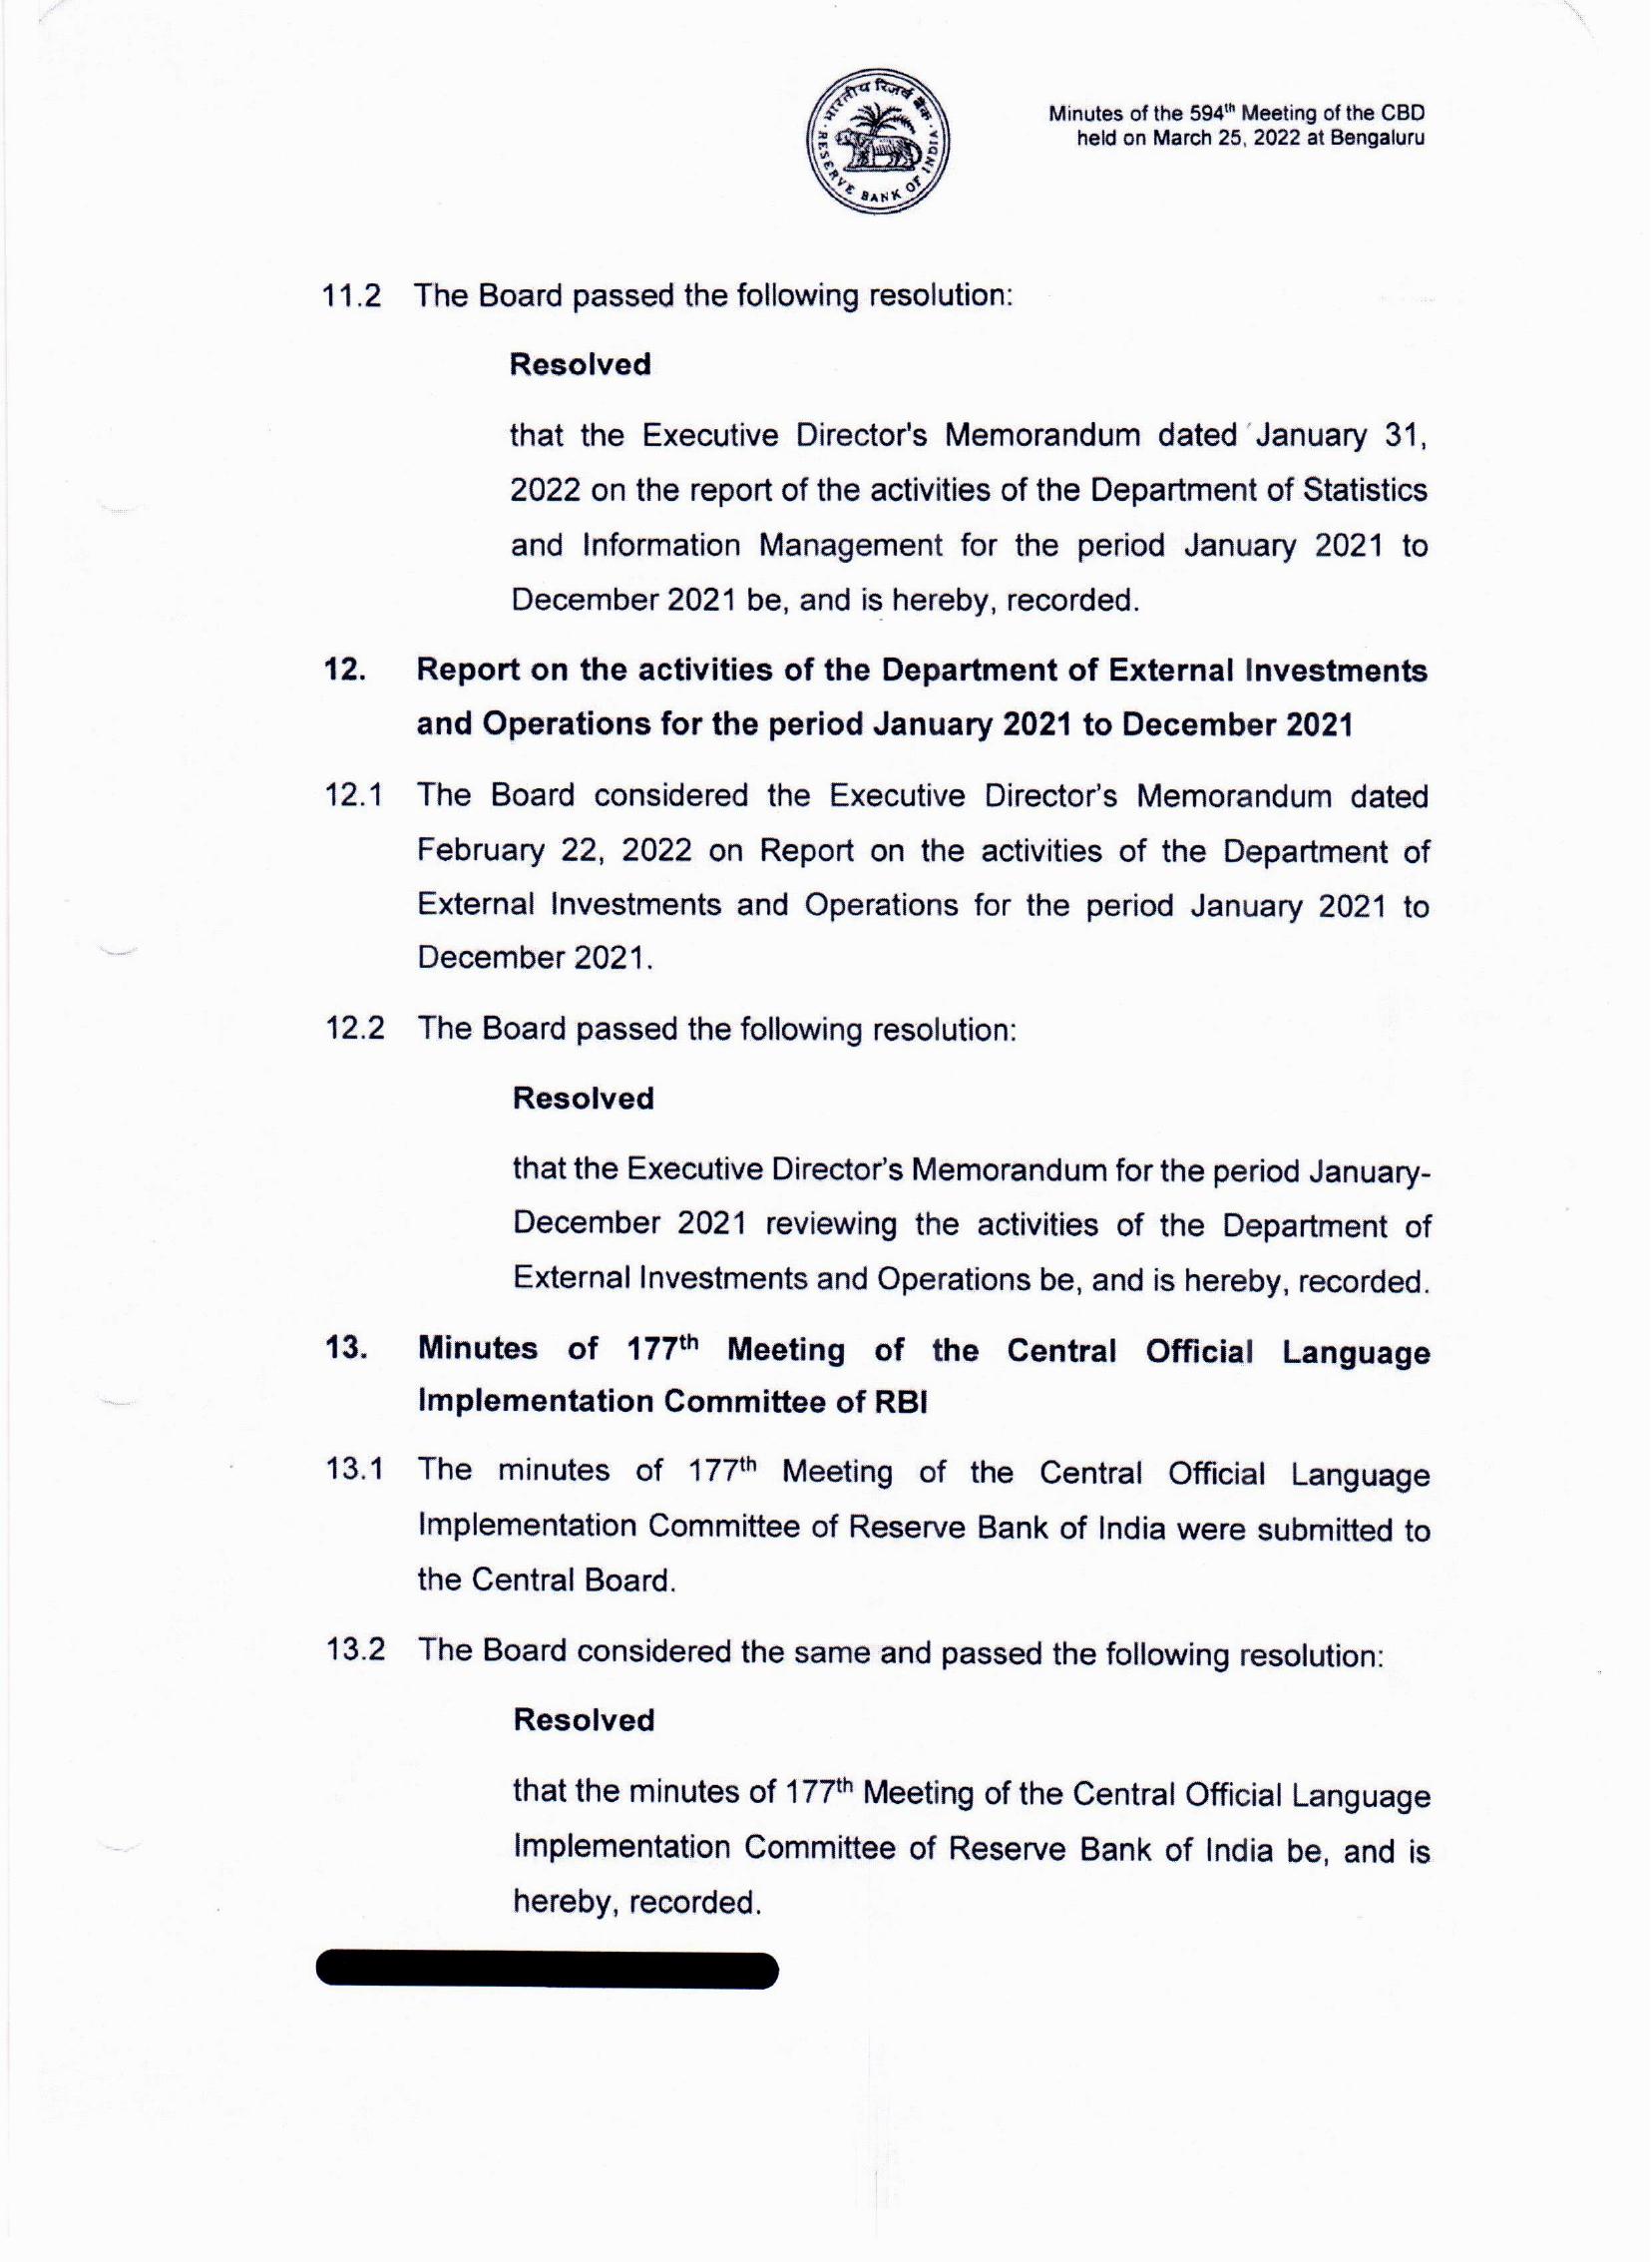 भारतीय रिज़र्व बैंक
RESERVE BANK OF INDIA
Minutes of the 594th Meeting of the CBD
held on March 25, 2022 at Bengaluru
11.2 The Board passed the following resolution:
Resolved
that the Executive Director's Memorandum dated January 31,
2022 on the report of the activities of the Department of Statistics
and Information Management for the period January 2021 to
December 2021 be, and is hereby, recorded.
12. Report on the activities of the Department of External Investments
and Operations for the period January 2021 to December 2021
12.1 The Board considered the Executive Director's Memorandum dated
February 22, 2022 on Report on the activities of the Department of
External Investments and Operations for the period January 2021 to
December 2021.
12.2 The Board passed the following resolution:
Resolved
that the Executive Director's Memorandum for the period January-
December 2021 reviewing the activities of the Department of
External Investments and Operations be, and is hereby, recorded.
13. Minutes of 177th Meeting of the Central Official Language
Implementation Committee of RBI
13.1 The minutes of 177th Meeting of the Central Official Language
Implementation Committee of Reserve Bank of India were submitted to
the Central Board.
13.2 The Board considered the same and passed the following resolution:
Resolved
that the minutes of 177th Meeting of the Central Official Language
Implementation Committee of Reserve Bank of India be, and is
hereby, recorded.